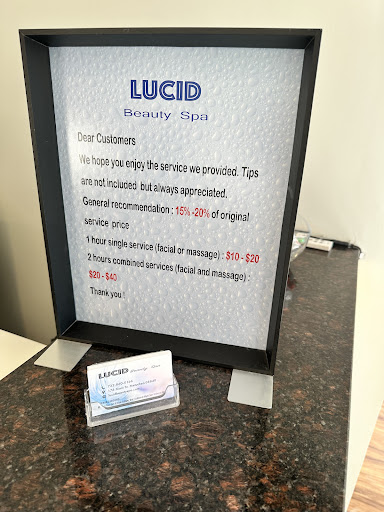 LUCID
Beauty Spa
Dear Customers
We hope you enjoy the service we provided. Tips
are not included but always appreciated.
General recommendation : 15% -20% of original
service price
1 hour single service (facial or massage) : $10 - $20
2 hours combined services (facial and massage) :
$20 - $40
Thank you !
LUCID Beauty Spa